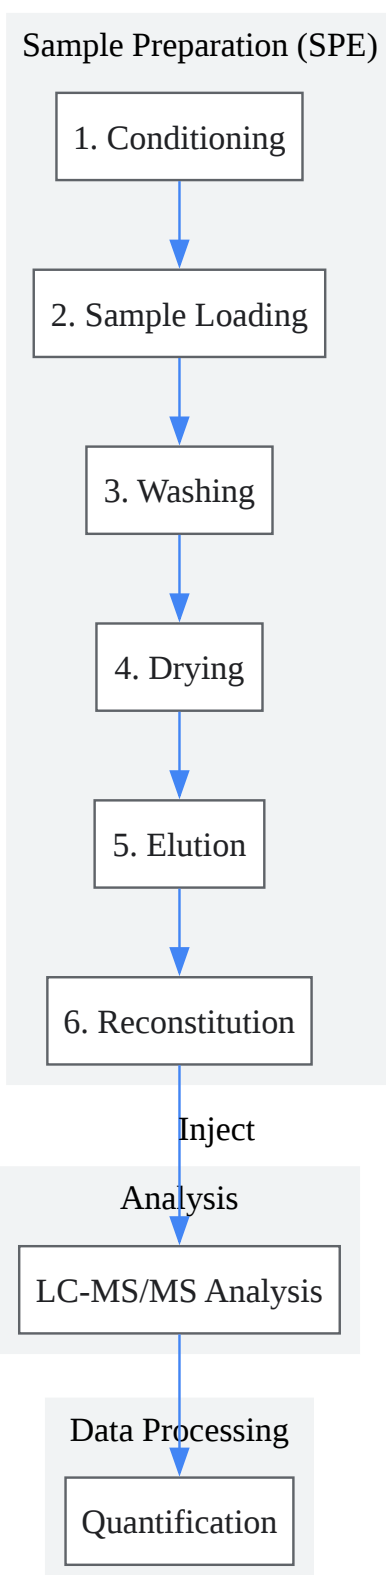 Sample Preparation (SPE)
1. Conditioning
2. Sample Loading
3. Washing
4. Drying
5. Elution
6. Reconstitution
Inject
Analysis
LC-MS/MS Analysis
Data Processing
Quantification